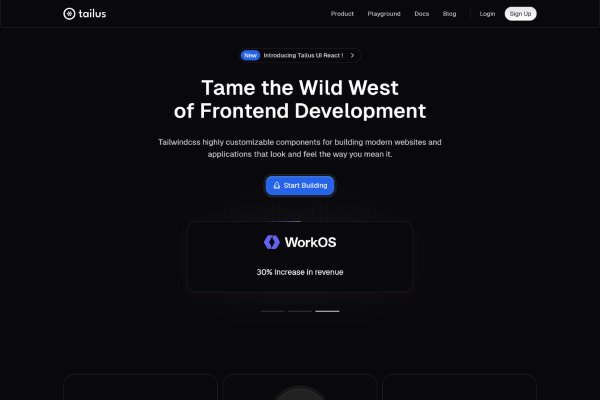 tailus
Product Playground Docs Blog Login Sign Up
New Introducing Tailus UI React !
Tame the Wild West
of Frontend Development
Tailwindcss highly customizable components for building modern websites and
applications that look and feel the way you mean it.
Start Building
WorkOS
30% increase in revenue